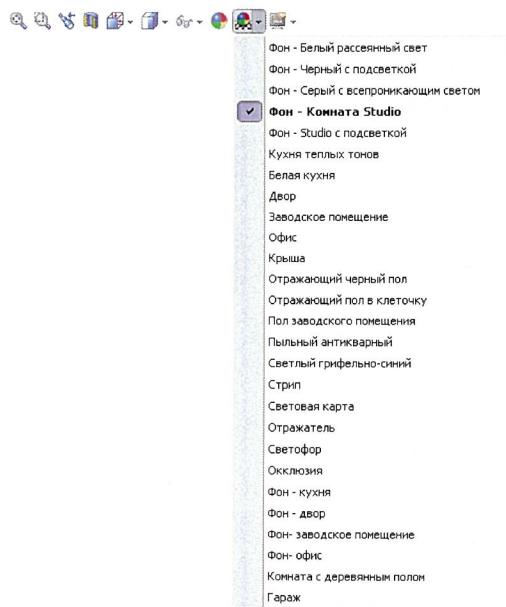 Фон - Белый рассеянный свет
Фон - Черный с подсветкой
Фон - Серый с всепроникающим светом
Фон - Комната Studio
Фон - Studio с подсветкой
Кухня теплых тонов
Белая кухня
Двор
Заводское помещение
Офис
Крыша
Отражающий черный пол
Отражающий пол в клеточку
Пол заводского помещения
Пыльный антикварный
Светлый грифельно-синий
Стрип
Световая карта
Отражатель
Светофор
Окклюзия
Фон - кухня
Фон - двор
Фон- заводское помещение
Фон- офис
Комната с деревянным полом
Гараж